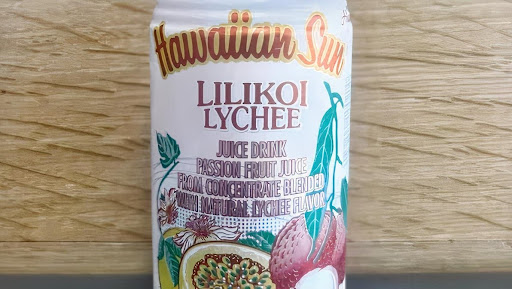 Hawaiian Sun
LILIKOI
LYCHEE
JUICE DRINK
PASSION FRUIT JUICE
FROM CONCENTRATE BLENDED
WITH NATURAL LYCHEE FLAVOR